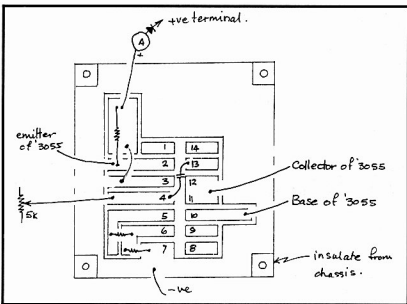 +ve terminal.
A
+
emitter
of '3055
1 14
2 13
3 12
4 11
5 10
6 9
7 8
Collector of '3055
Base of '3055
5K
insulate from
chassis.
-ve